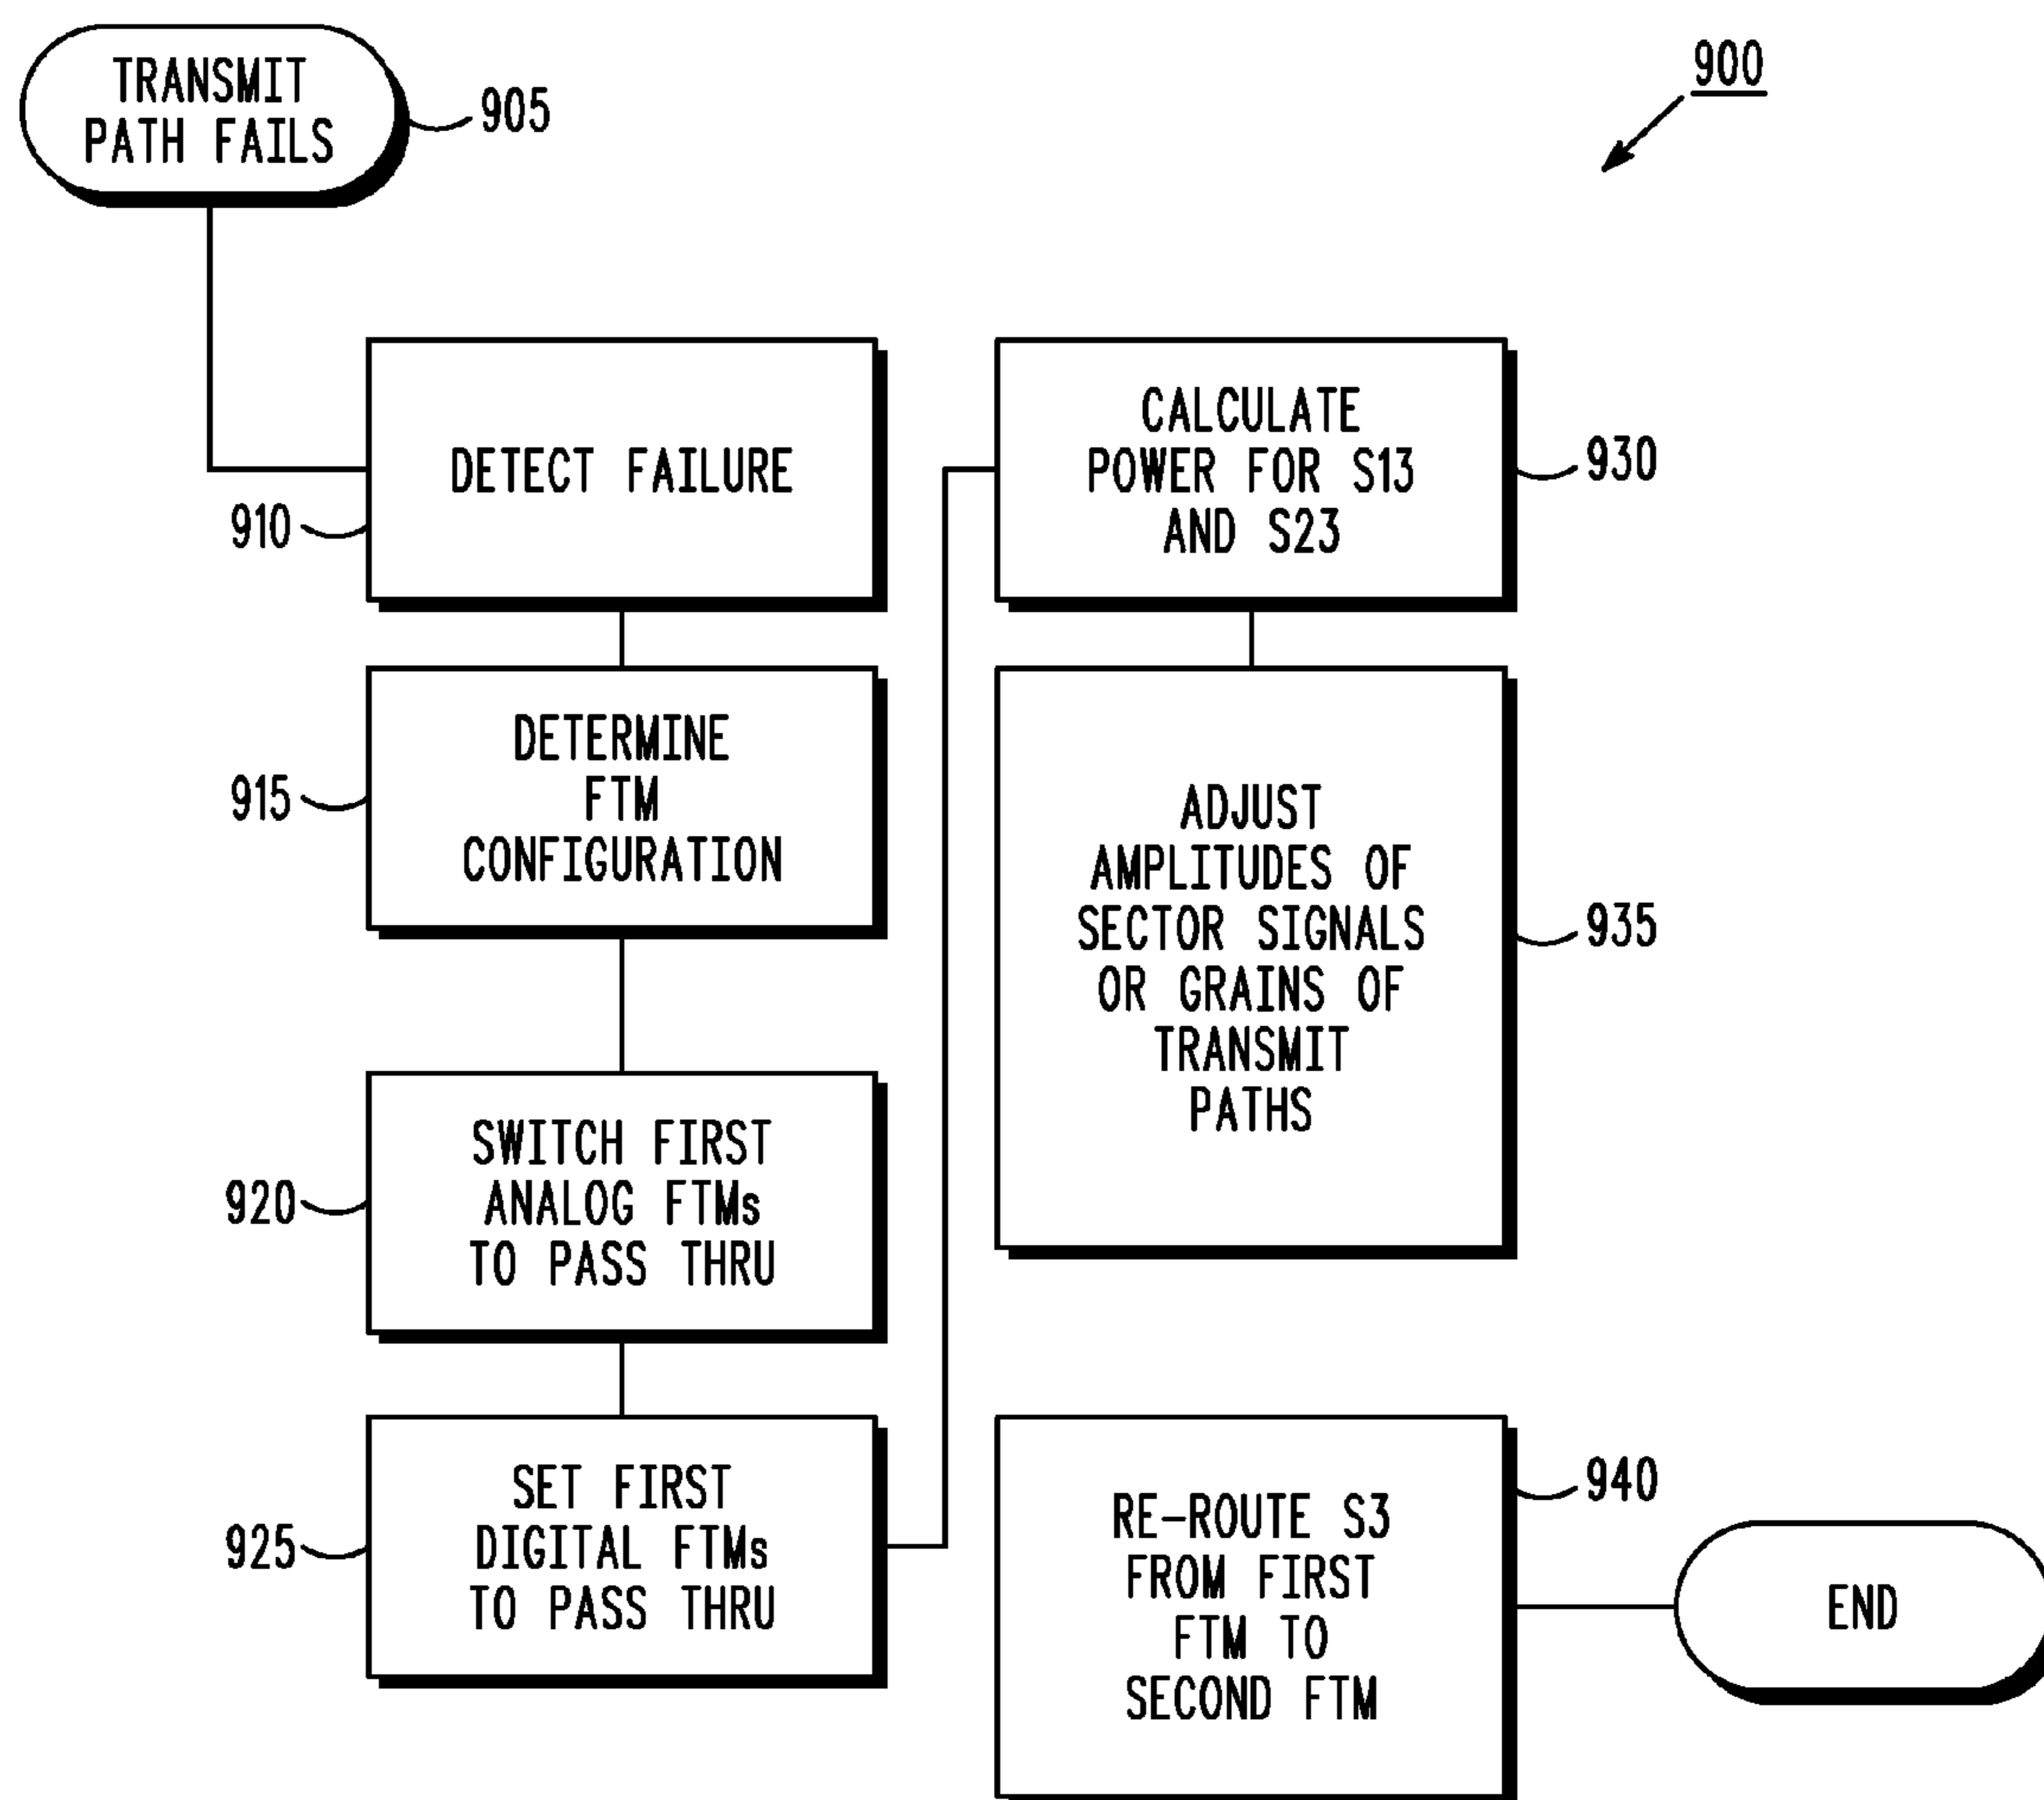 TRANSMIT
PATH FAILS
905
900
DETECT FAILURE
910
DETERMINE
FTM
CONFIGURATION
915
SWITCH FIRST
ANALOG FTMs
TO PASS THRU
920
SET FIRST
DIGITAL FTMs
TO PASS THRU
925
CALCULATE
POWER FOR S13
AND S23
930
ADJUST
AMPLITUDES OF
SECTOR SIGNALS
OR GRAINS OF
TRANSMIT
PATHS
935
RE-ROUTE S3
FROM FIRST
FTM TO
SECOND FTM
940
END